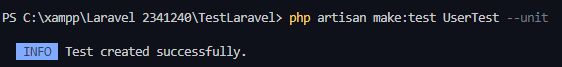 PS C:\xampp\Laravel 2341240\TestLaravel> php artisan make:test UserTest --unit
INFO Test created successfully.